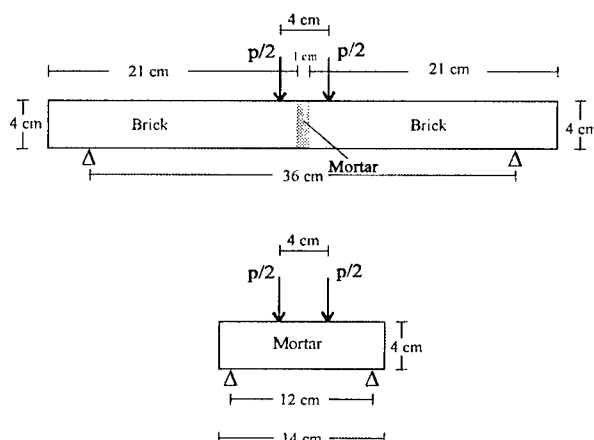 4 cm
p/2 1 cm p/2
21 cm 21 cm
4 cm Brick Brick 4 cm
Mortar
36 cm
4 cm
p/2 p/2
Mortar 4 cm
12 cm
14 cm